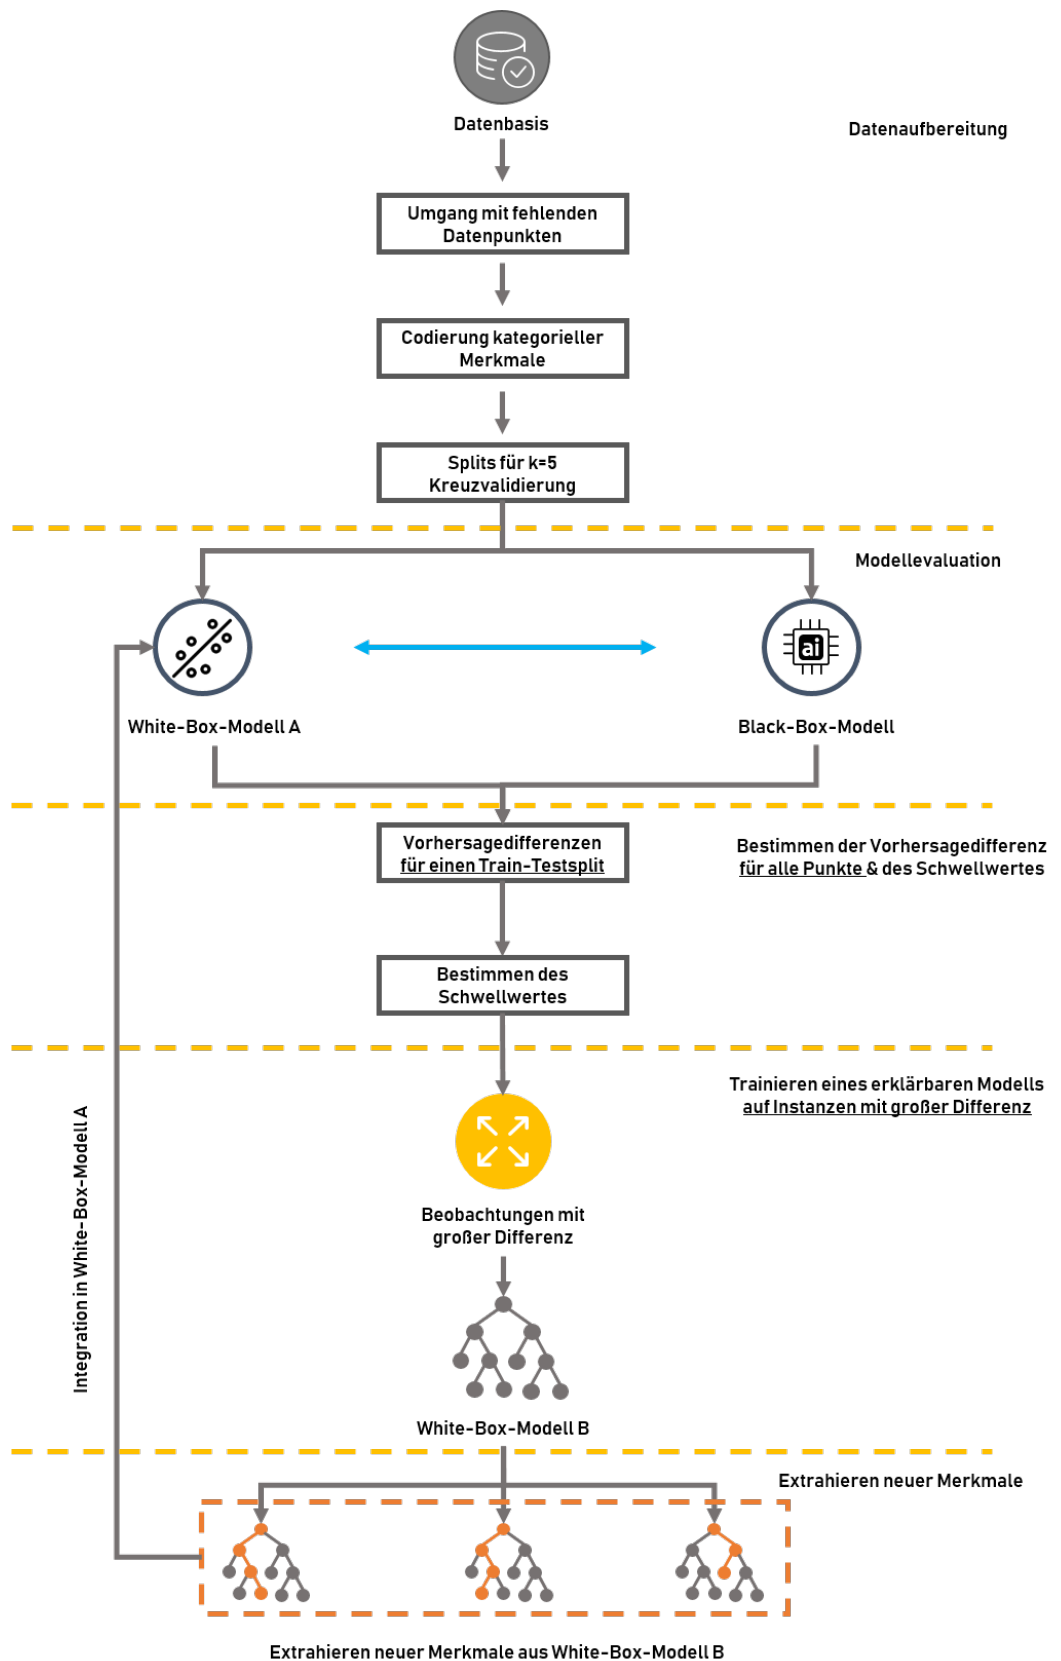 Datenbasis
Datenaufbereitung
Umgang mit fehlenden
Datenpunkten
Codierung kategorieller
Merkmale
Splits für k=5
Kreuzvalidierung
Modellevaluation
ai
White-Box-Modell A
Black-Box-Modell
Vorhersagedifferenzen
für einen Train-Testsplit
Bestimmen der Vorhersagedifferenz
für alle Punkte & des Schwellwertes
Bestimmen des
Schwellwertes
Trainieren eines erklärbaren Modells
auf Instanzen mit großer Differenz
Integration in White-Box-Modell A
Beobachtungen mit
großer Differenz
White-Box-Modell B
Extrahieren neuer Merkmale
Extrahieren neuer Merkmale aus White-Box-Modell B